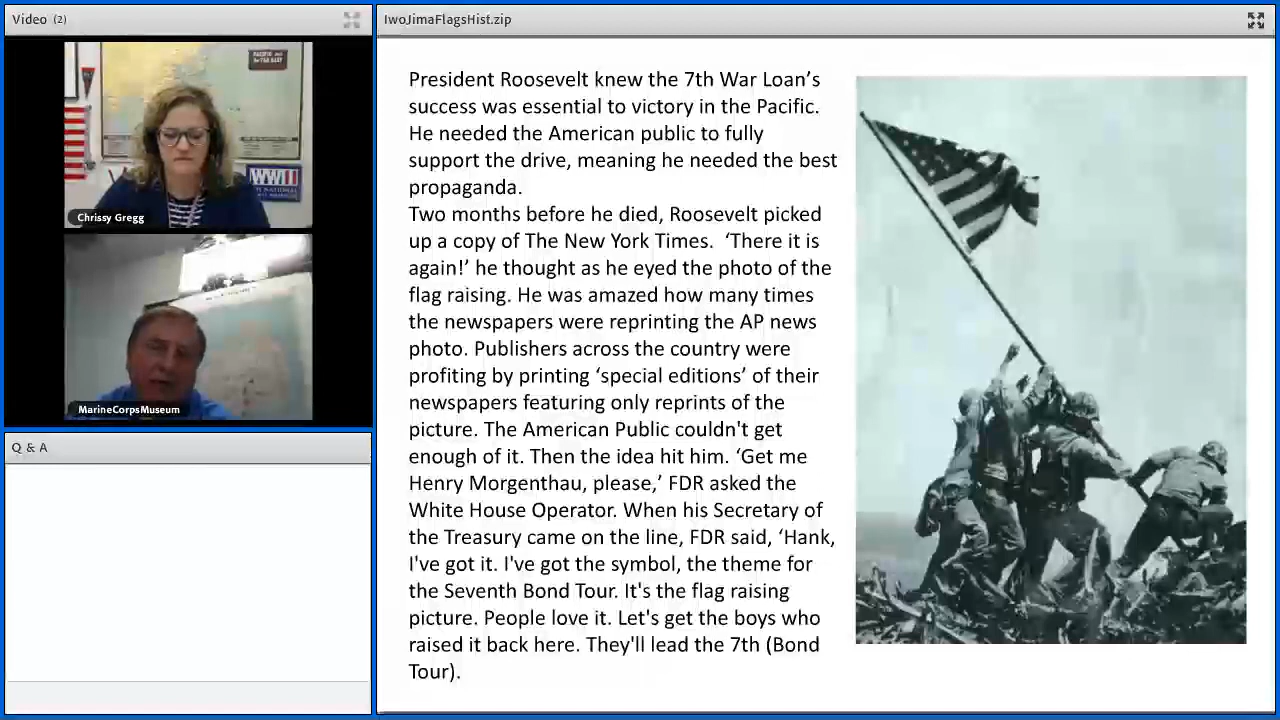 Video (2)
PACIFIC and
the FAR EAST
WWII
Chrissy Gregg
MarineCorpsMuseum
Q & A
IwoJimaFlagsHist.zip
President Roosevelt knew the 7th War Loan’s
success was essential to victory in the Pacific.
He needed the American public to fully
support the drive, meaning he needed the best
propaganda.
Two months before he died, Roosevelt picked
up a copy of The New York Times.  ‘There it is
again!’ he thought as he eyed the photo of the
flag raising. He was amazed how many times
the newspapers were reprinting the AP news
photo. Publishers across the country were
profiting by printing ‘special editions’ of their
newspapers featuring only reprints of the
picture. The American Public couldn't get
enough of it. Then the idea hit him. ‘Get me
Henry Morgenthau, please,’ FDR asked the
White House Operator. When his Secretary of
the Treasury came on the line, FDR said, ‘Hank,
I've got it. I've got the symbol, the theme for
the Seventh Bond Tour. It's the flag raising
picture. People love it. Let's get the boys who
raised it back here. They'll lead the 7th (Bond
Tour).